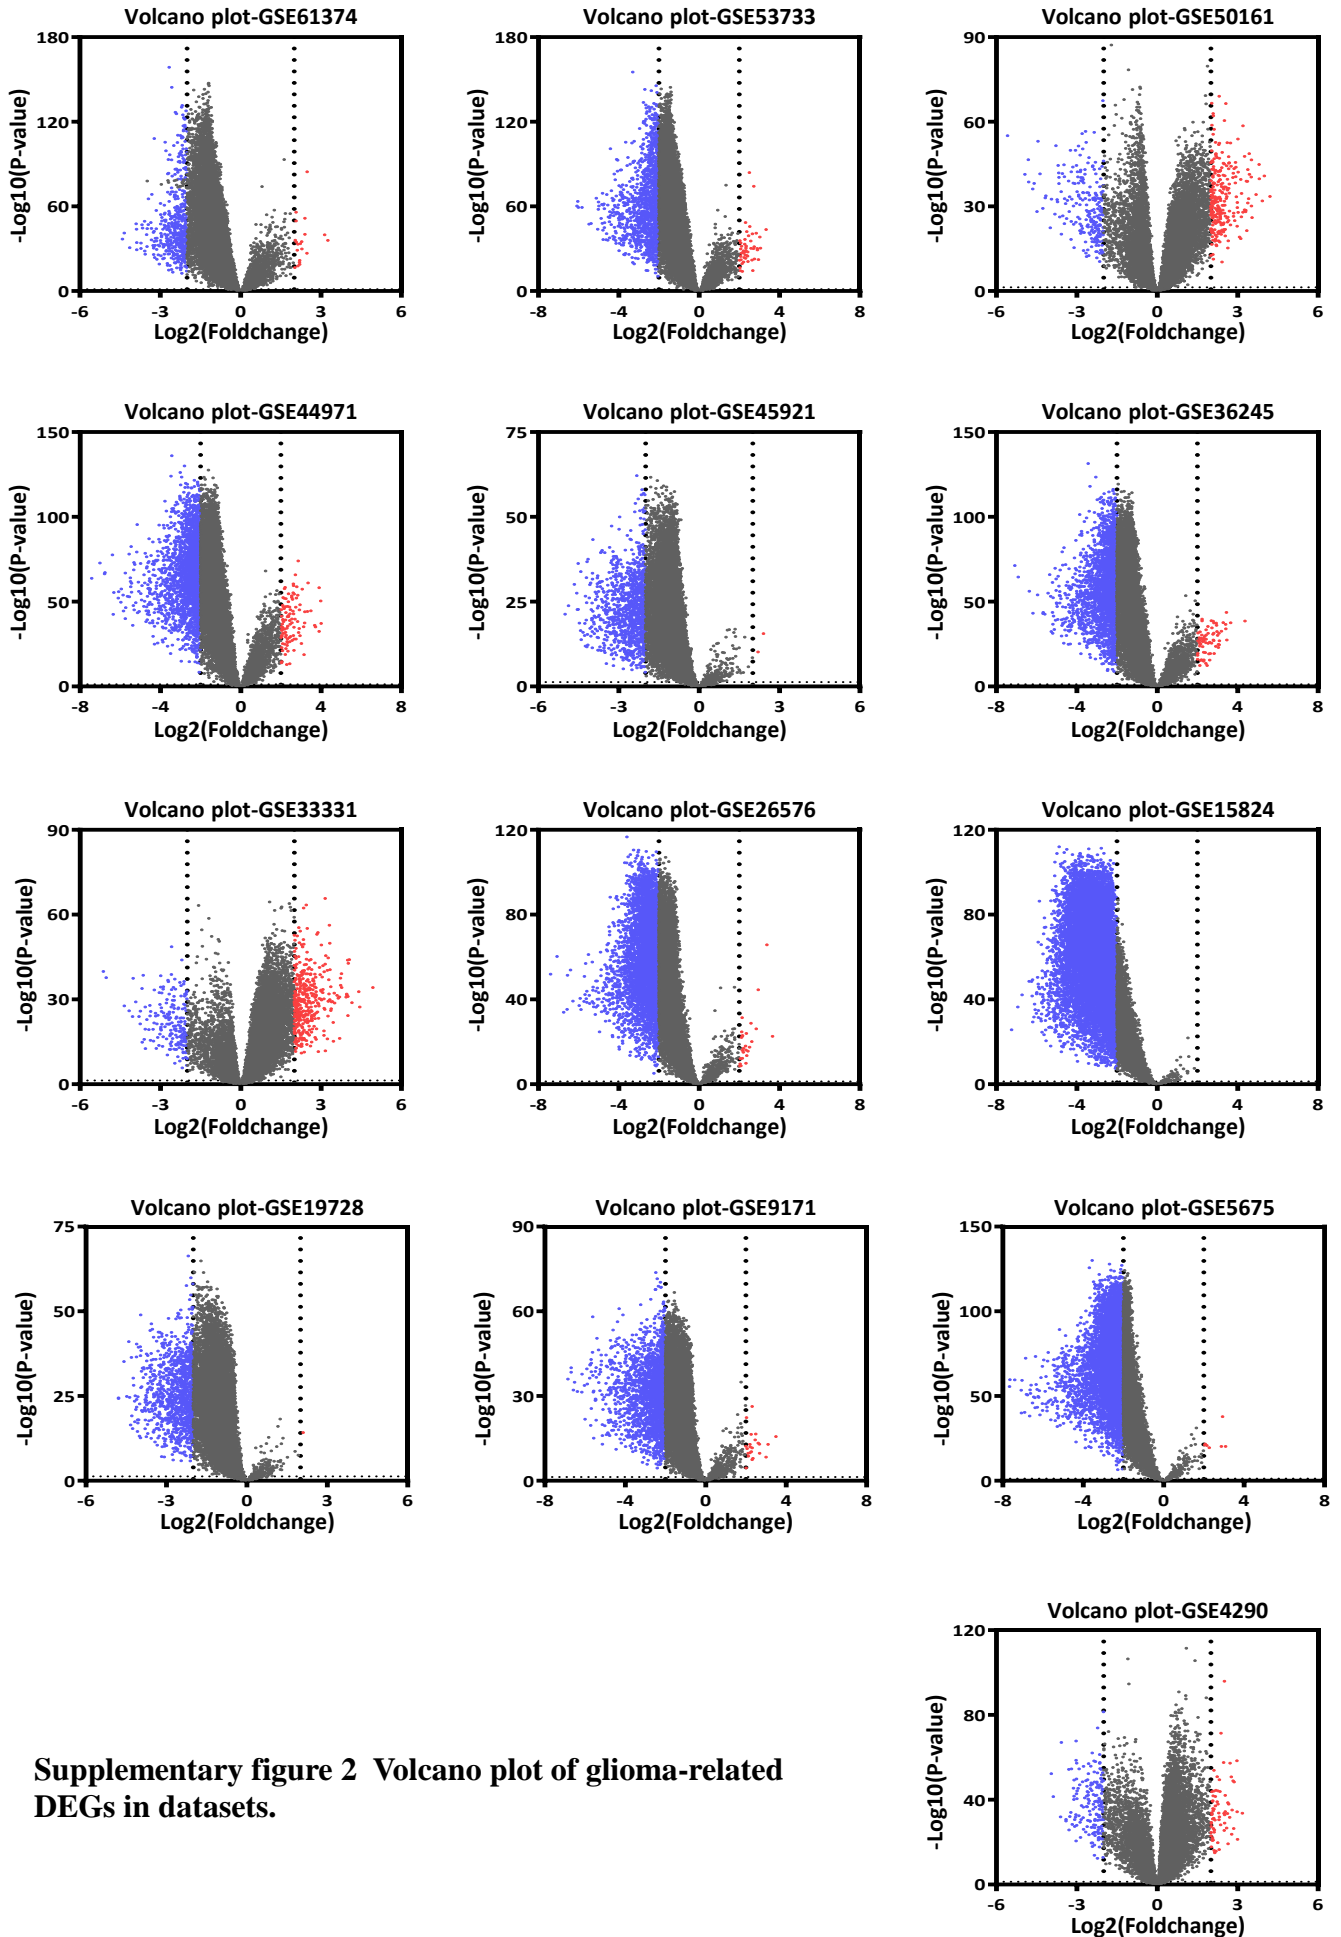 Volcano plot-GSE61374
180
120
60
0
-6 -3 0 3 6
-Log10(P-value)
Log2(Foldchange)
Volcano plot-GSE53733
180
120
60
0
-8 -4 0 4 8
-Log10(P-value)
Log2(Foldchange)
Volcano plot-GSE50161
90
60
30
0
-6 -3 0 3 6
-Log10(P-value)
Log2(Foldchange)
Volcano plot-GSE44971
150
100
50
0
-8 -4 0 4 8
-Log10(P-value)
Log2(Foldchange)
Volcano plot-GSE45921
75
50
25
0
-6 -3 0 3 6
-Log10(P-value)
Log2(Foldchange)
Volcano plot-GSE36245
150
100
50
0
-8 -4 0 4 8
-Log10(P-value)
Log2(Foldchange)
Volcano plot-GSE33331
90
60
30
0
-6 -3 0 3 6
-Log10(P-value)
Log2(Foldchange)
Volcano plot-GSE26576
120
80
40
0
-8 -4 0 4 8
-Log10(P-value)
Log2(Foldchange)
Volcano plot-GSE15824
120
80
40
0
-8 -4 0 4 8
-Log10(P-value)
Log2(Foldchange)
Volcano plot-GSE19728
75
50
25
0
-6 -3 0 3 6
-Log10(P-value)
Log2(Foldchange)
Volcano plot-GSE9171
90
60
30
0
-8 -4 0 4 8
-Log10(P-value)
Log2(Foldchange)
Volcano plot-GSE5675
150
100
50
0
-8 -4 0 4 8
-Log10(P-value)
Log2(Foldchange)
Volcano plot-GSE4290
120
80
40
0
-6 -3 0 3 6
-Log10(P-value)
Log2(Foldchange)
Supplementary figure 2 Volcano plot of glioma-related
DEGs in datasets.